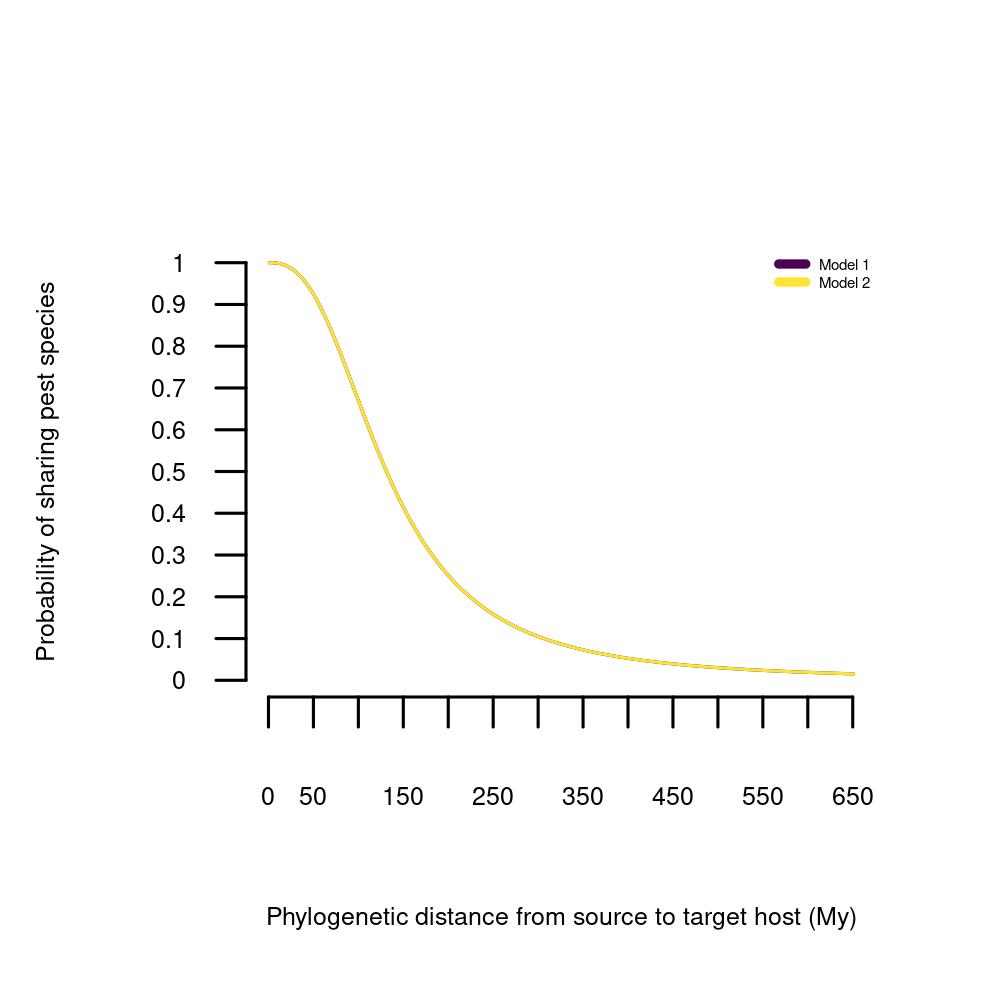 Model 1
Model 2
Probability of sharing pest species
1
0.9
0.8
0.7
0.6
0.5
0.4
0.3
0.2
0.1
0
0 50 150 250 350 450 550 650
Phylogenetic distance from source to target host (My)